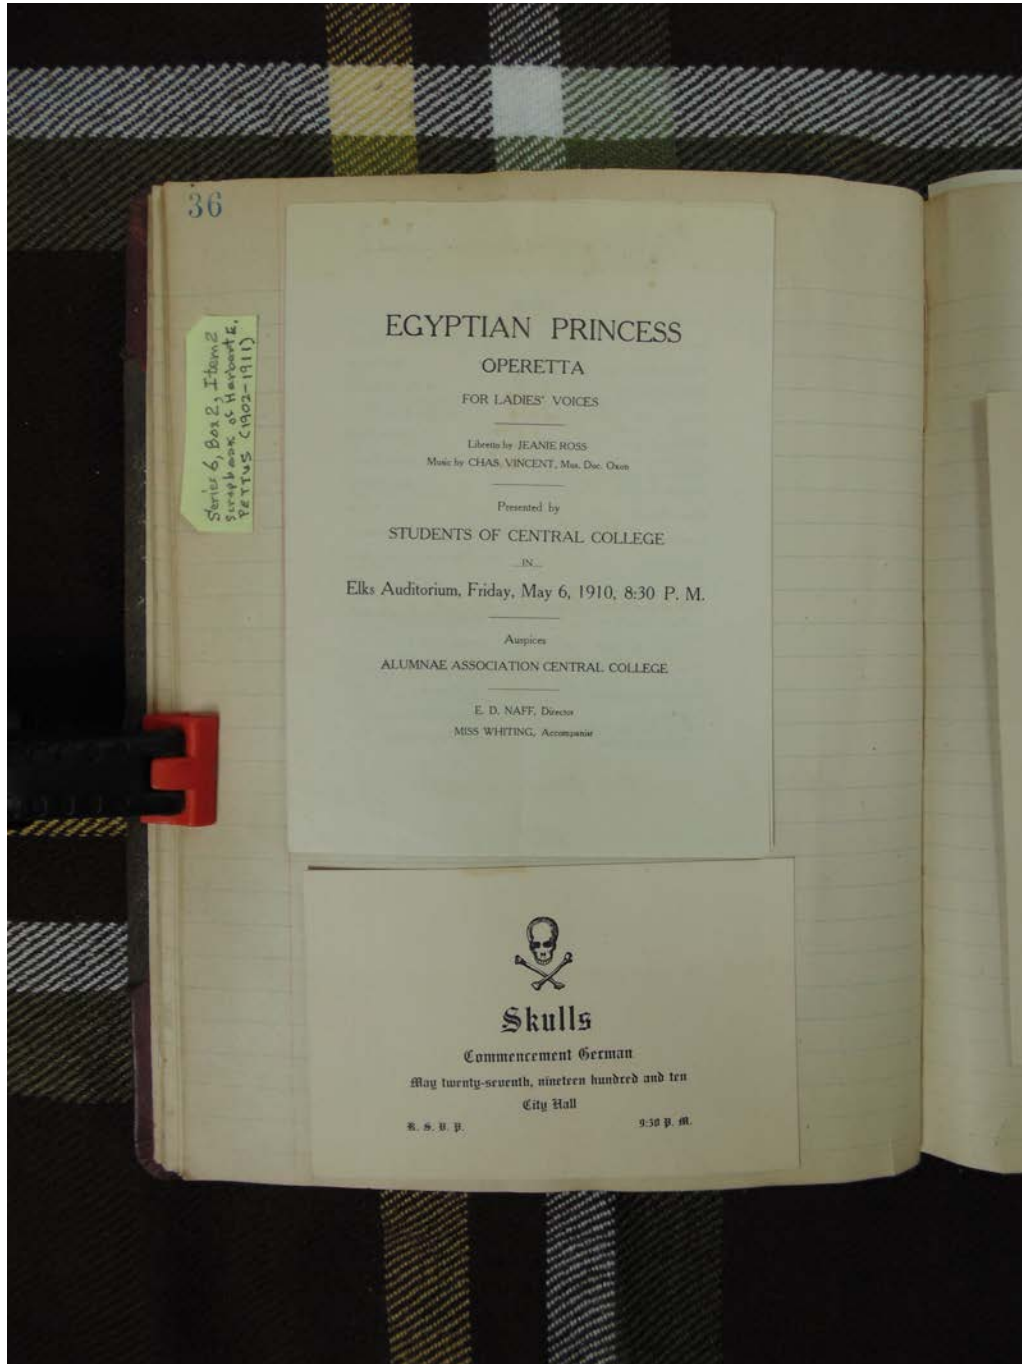 36
Series 6, Box 2, Item 2
Scrapbook of Harbart E.
PETTUS (1902-1911)
EGYPTIAN PRINCESS
OPERETTA
FOR LADIES' VOICES
Libretto by JEANIE ROSS
Music by CHAS. VINCENT, Mus. Doc. Oxon
Presented by
STUDENTS OF CENTRAL COLLEGE
...IN...
Elks Auditorium, Friday, May 6, 1910, 8:30 P. M.
Auspices
ALUMNAE ASSOCIATION CENTRAL COLLEGE
E. D. NAFF, Director
MISS WHITING, Accompanist
Skulls
Commencement German
May twenty-seventh, nineteen hundred and ten
City Hall
R. S. V. P. 9:30 P. M.